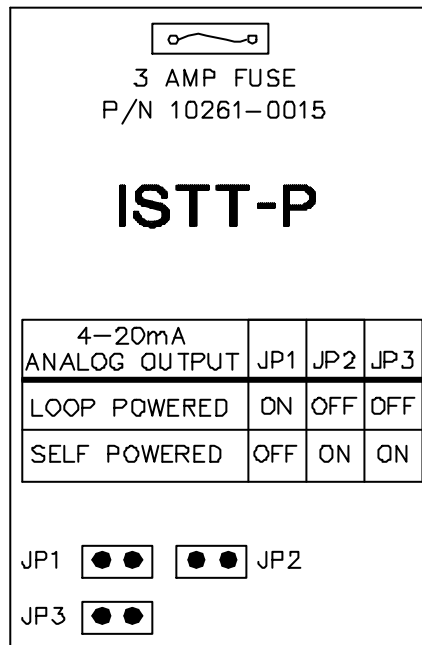 3 AMP FUSE
P/N 10261-0015
ISTT-P
4-20mA
ANALOG OUTPUT JP1 JP2 JP3
LOOP POWERED ON OFF OFF
SELF POWERED OFF ON ON
JP1 JP2
JP3